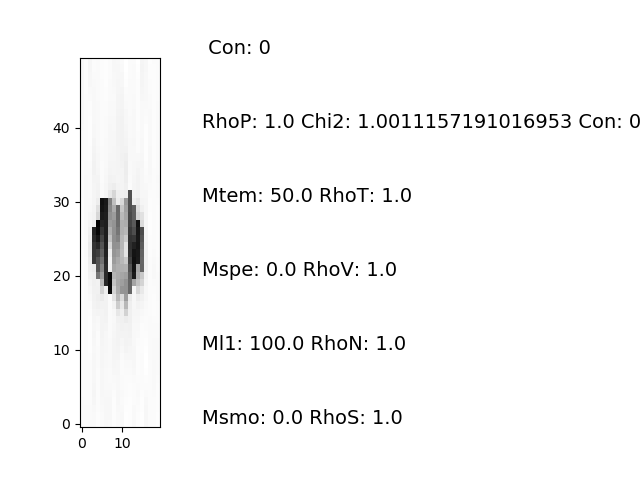 Con: 0
RhoP: 1.0 Chi2: 1.0011157191016953 Con: 0
Mtem: 50.0 RhoT: 1.0
Mspe: 0.0 RhoV: 1.0
Ml1: 100.0 RhoN: 1.0
Msmo: 0.0 RhoS: 1.0
40
30
20
10
0
0 10